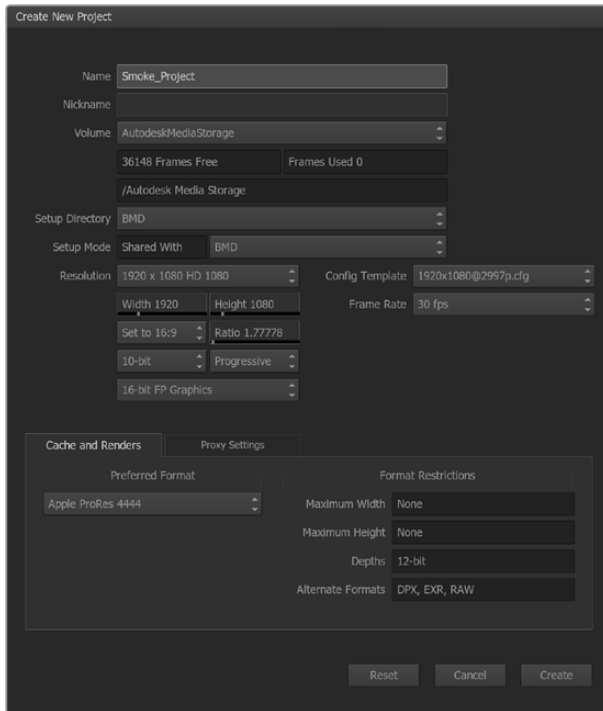 Create New Project
Name Smoke_Project
Nickname
Volume AutodeskMediaStorage
36148 Frames Free Frames Used 0
/Autodesk Media Storage
Setup Directory BMD
Setup Mode Shared With BMD
Resolution 1920 x 1080 HD 1080 Config Template 1920x1080@2997p.cfg
Width 1920 Height 1080 Frame Rate 30 fps
Set to 16:9 Ratio 1.77778
10-bit Progressive
16-bit FP Graphics
Cache and Renders Proxy Settings
Preferred Format Format Restrictions
Apple ProRes 4444 Maximum Width None
Maximum Height None
Depths 12-bit
Alternate Formats DPX, EXR, RAW
Reset Cancel Create